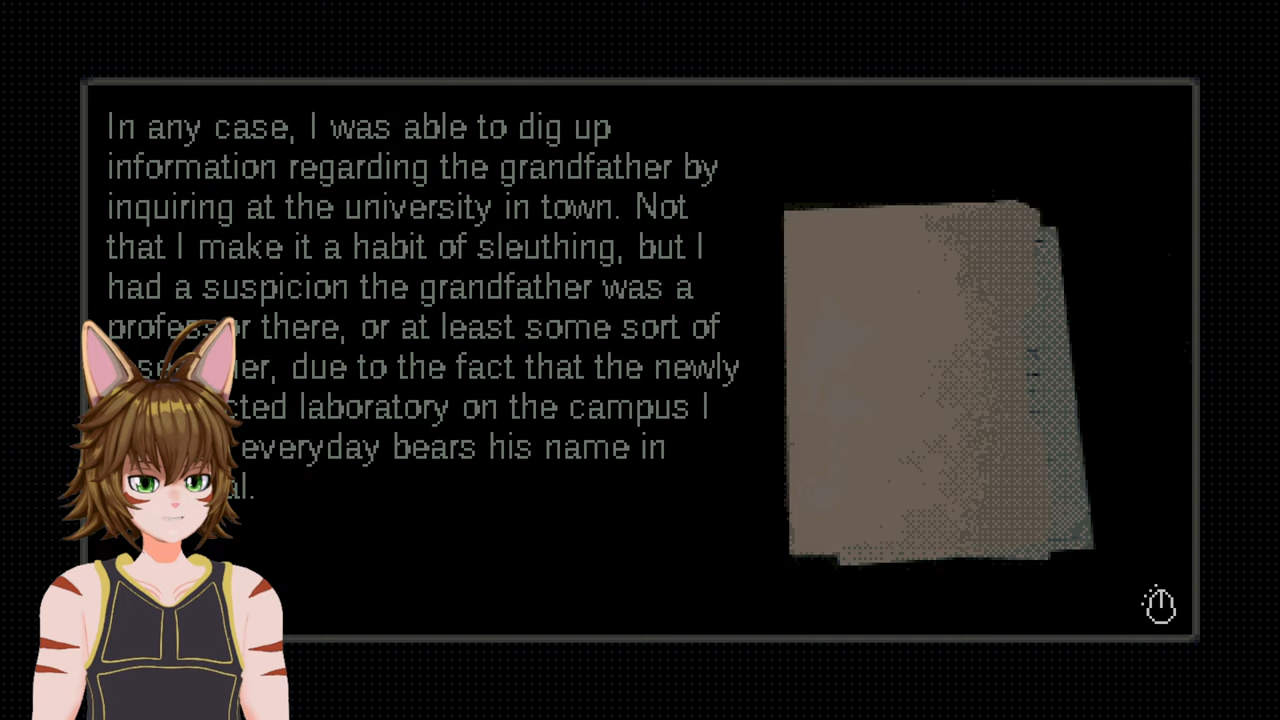 In any case, I was able to dig up
information regarding the grandfather by
inquiring at the university in town. Not
that I make it a habit of sleuthing, but I
had a suspicion the grandfather was a
professor there, or at least some sort of
due to the fact that the newly
laboratory on the campus I
everyday bears his name in